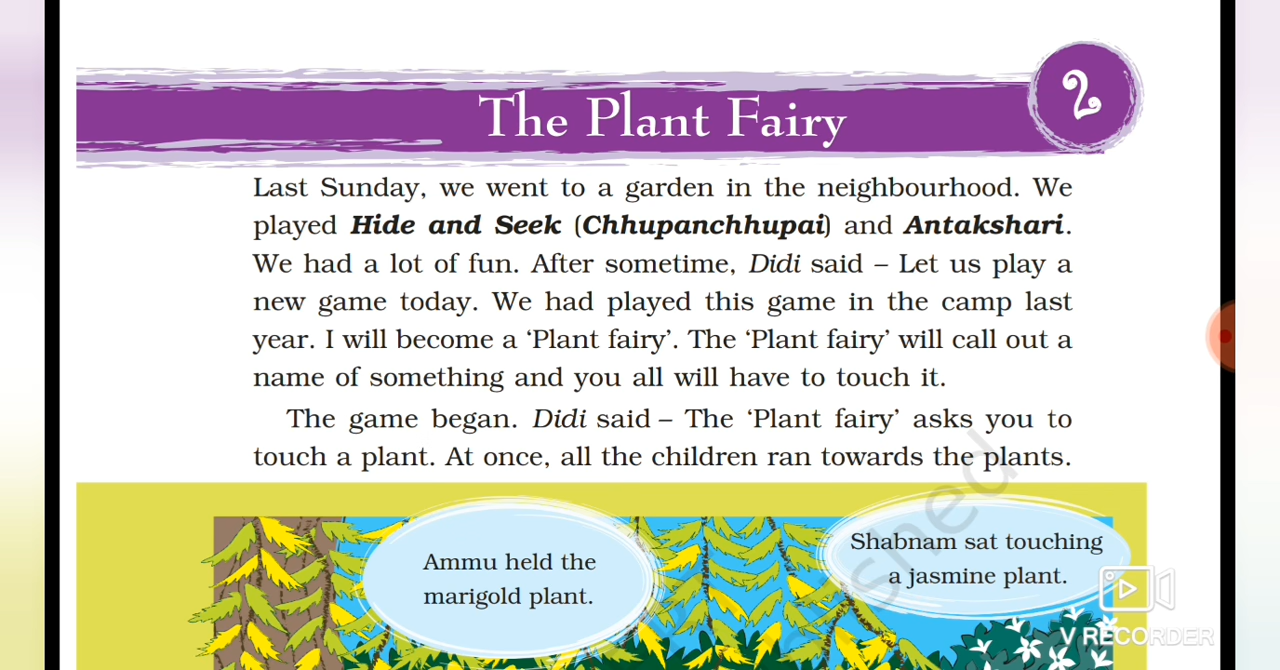 The Plant Fairy
2
Last Sunday, we went to a garden in the neighbourhood. We
played Hide and Seek (Chhupanchhupai) and Antakshari.
We had a lot of fun. After sometime, Didi said – Let us play a
new game today. We had played this game in the camp last
year. I will become a ‘Plant fairy’. The ‘Plant fairy’ will call out a
name of something and you all will have to touch it.
The game began. Didi said – The ‘Plant fairy’ asks you to
touch a plant. At once, all the children ran towards the plants.
Ammu held the
marigold plant.
Shabnam sat touching
a jasmine plant.
VRECORDER